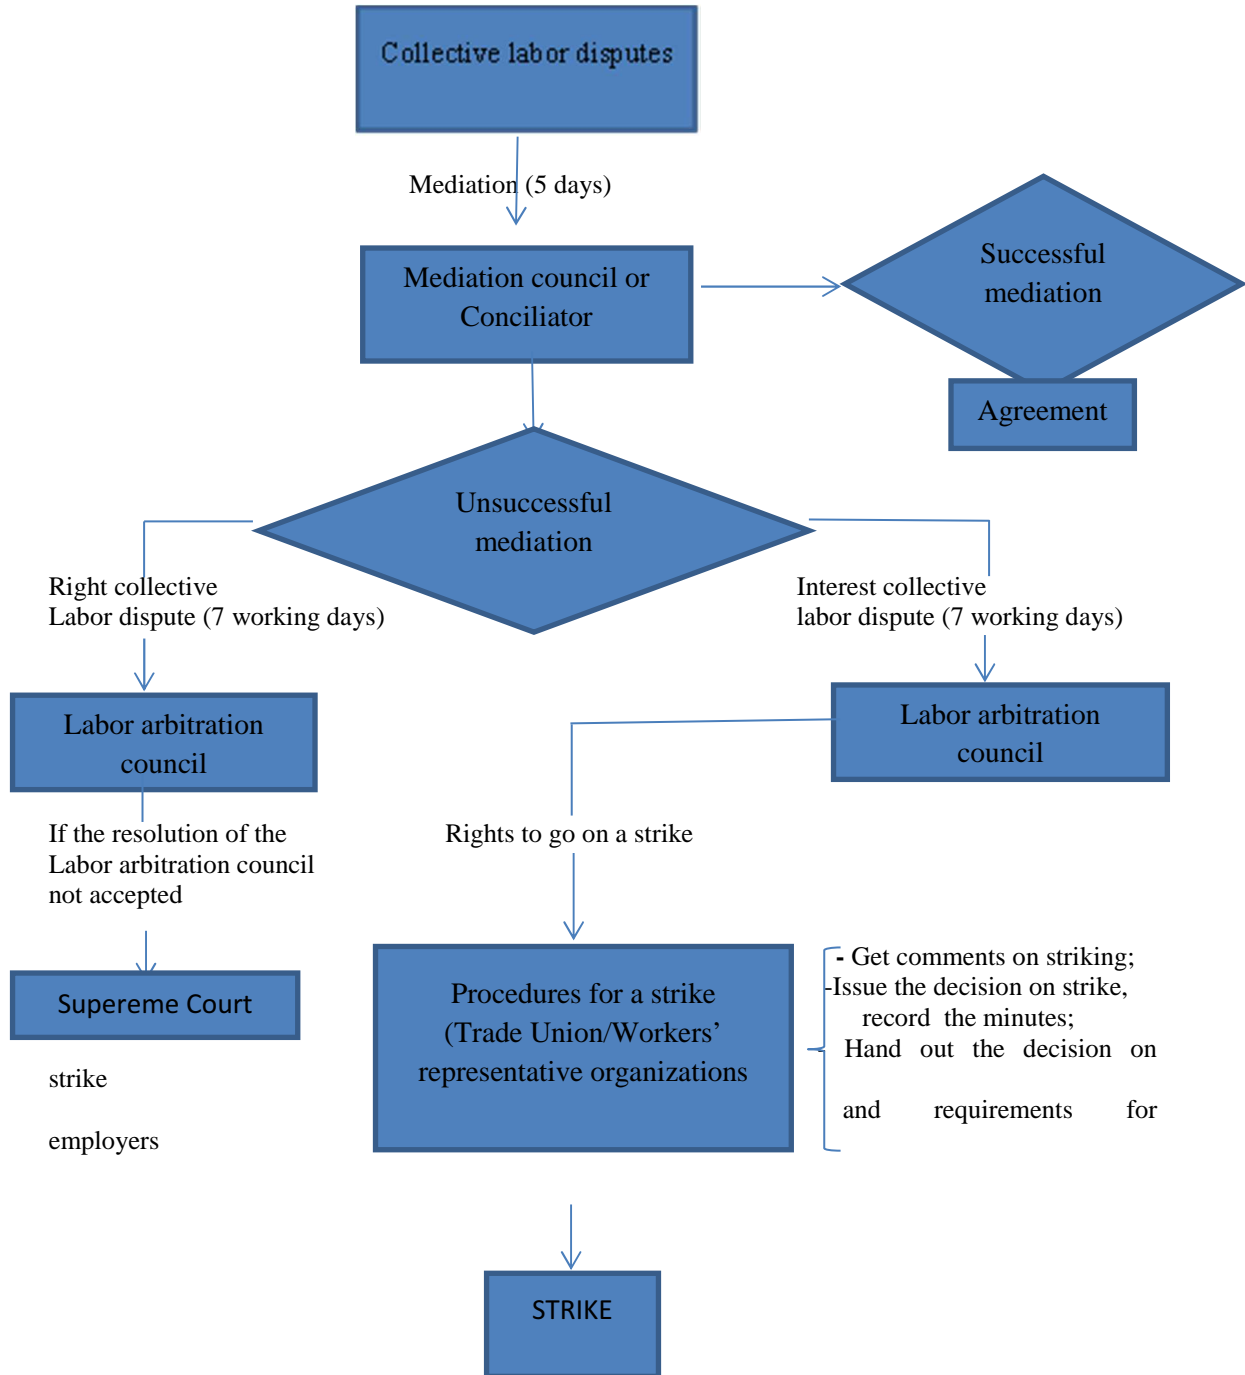 Collective labor disputes
Mediation (5 days)
Mediation council or
Conciliator
Successful
mediation
Agreement
Unsuccessful
mediation
Right collective
Labor dispute (7 working days)
Interest collective
labor dispute (7 working days)
Labor arbitration
council
Labor arbitration
council
If the resolution of the
Labor arbitration council
not accepted
Rights to go on a strike
Supereme Court
Procedures for a strike
(Trade Union/Workers’
representative organizations
- Get comments on striking;
-Issue the decision on strike,
record the minutes;
- Hand out the decision on
strike
and requirements for
employers
STRIKE